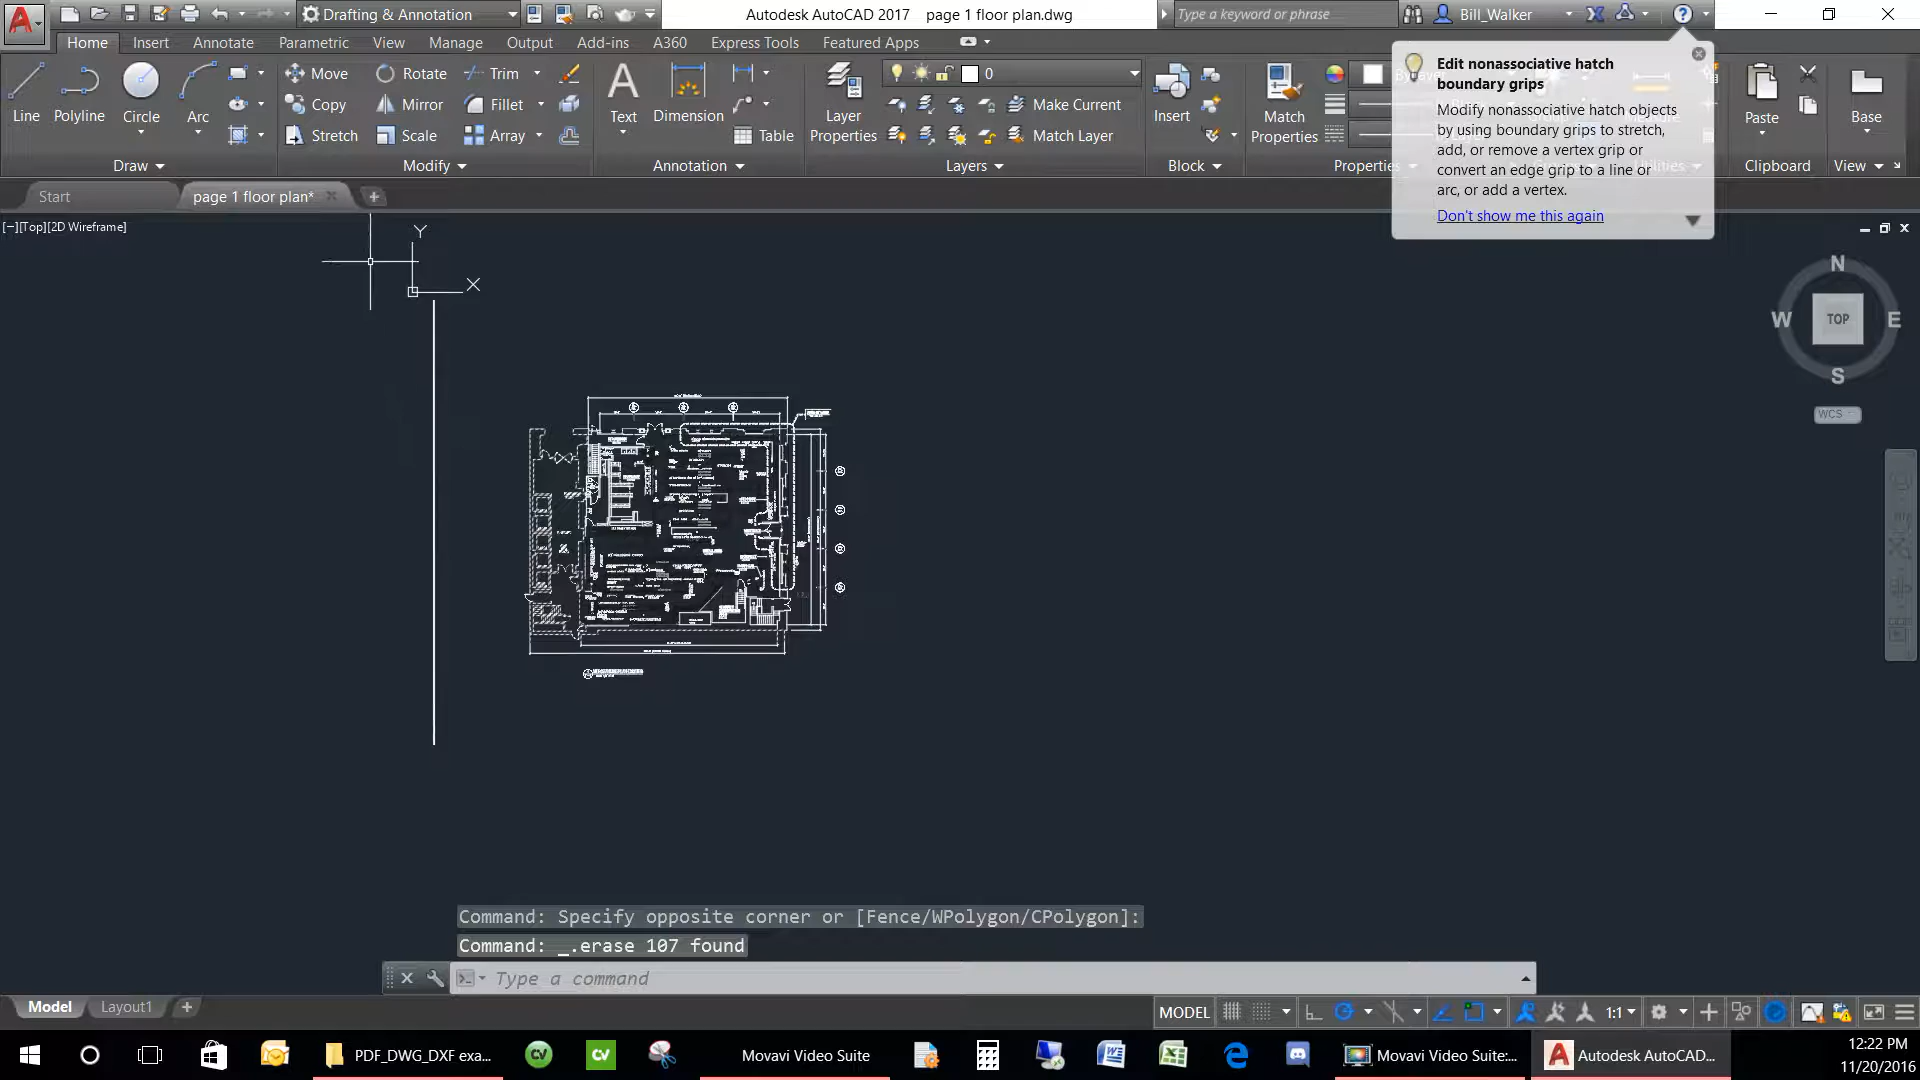 Drafting & Annotation
Autodesk AutoCAD 2017 page 1 floor plan.dwg
Type a keyword or phrase
Bill_Walker
Home Insert Annotate Parametric View Manage Output Add-ins A360 Express Tools Featured Apps
Line Polyline Circle Arc
Move Rotate Trim
Copy Mirror Fillet
Stretch Scale Array
Text Dimension Table
Layer Properties
0
Make Current
Match Layer
Insert
Match Properties
Paste
Base
Draw Modify Annotation Layers Block Properties Utilities Clipboard View
Edit nonassociative hatch
boundary grips
Modify nonassociative hatch objects
by using boundary grips to stretch,
add, or remove a vertex grip or
convert an edge grip to a line or
arc, or add a vertex.
Don't show me this again
Start page 1 floor plan*
[−][Top][2D Wireframe]
Y
X
N
W TOP E
S
WCS
Command: Specify opposite corner or [Fence/WPolygon/CPolygon]:
Command: _.erase 107 found
Type a command
Model Layout1
MODEL 1:1
PDF_DWG_DXF exa...
Movavi Video Suite
Movavi Video Suite:...
Autodesk AutoCAD...
12:22 PM
11/20/2016